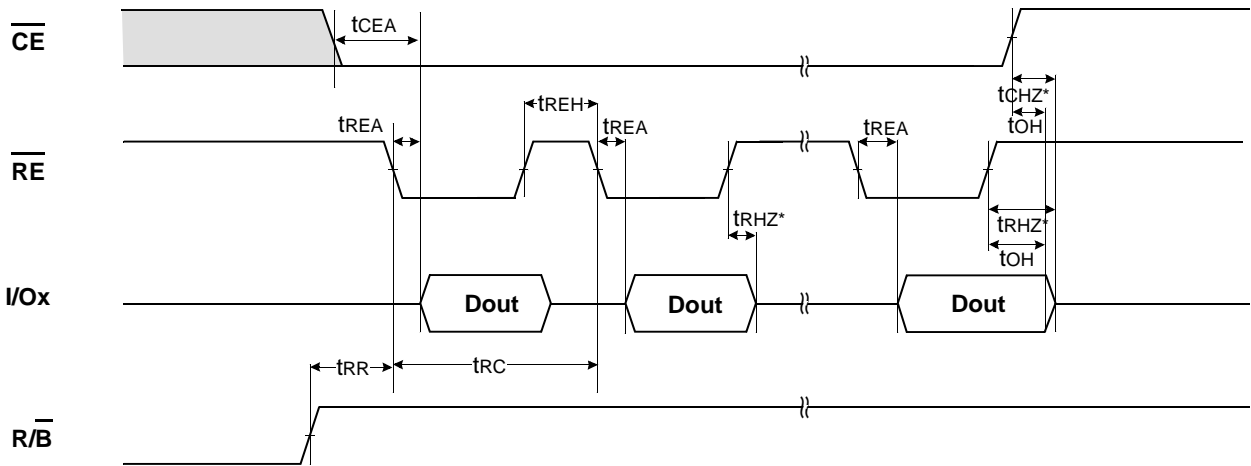 CE
tCEA
tCHZ*
tREH
tOH
tREA
tREA
tREA
RE
tRHZ*
tRHZ*
tOH
I/Ox
Dout
Dout
Dout
tRR
tRC
R/B